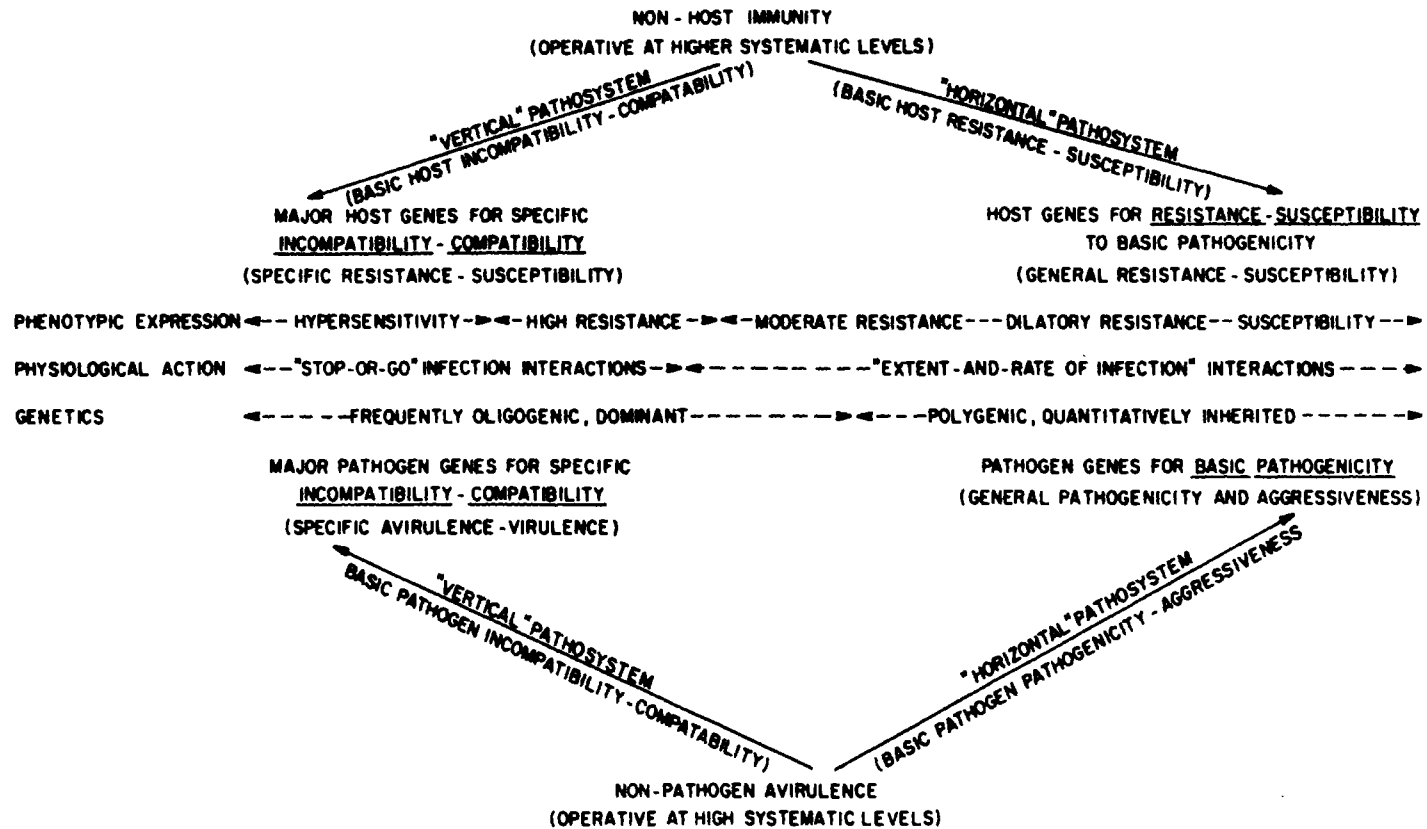 NON - HOST IMMUNITY
(OPERATIVE AT HIGHER SYSTEMATIC LEVELS)
"VERTICAL" PATHOSYSTEM
(BASIC HOST INCOMPATIBILITY - COMPATABILITY)
"HORIZONTAL" PATHOSYSTEM
(BASIC HOST RESISTANCE - SUSCEPTIBILITY)
MAJOR HOST GENES FOR SPECIFIC
INCOMPATIBILITY - COMPATIBILITY
(SPECIFIC RESISTANCE - SUSCEPTIBILITY)
HOST GENES FOR RESISTANCE - SUSCEPTIBILITY
TO BASIC PATHOGENICITY
(GENERAL RESISTANCE - SUSCEPTIBILITY)
PHENOTYPIC EXPRESSION HYPERSENSITIVITY HIGH RESISTANCE MODERATE RESISTANCE --- DILATORY RESISTANCE -- SUSCEPTIBILITY
PHYSIOLOGICAL ACTION "STOP-OR-GO" INFECTION INTERACTIONS "EXTENT-AND-RATE OF INFECTION" INTERACTIONS
GENETICS FREQUENTLY OLIGOGENIC, DOMINANT POLYGENIC, QUANTITATIVELY INHERITED
MAJOR PATHOGEN GENES FOR SPECIFIC
INCOMPATIBILITY - COMPATIBILITY
(SPECIFIC AVIRULENCE - VIRULENCE)
PATHOGEN GENES FOR BASIC PATHOGENICITY
(GENERAL PATHOGENICITY AND AGGRESSIVENESS)
"VERTICAL" PATHOSYSTEM
BASIC PATHOGEN INCOMPATIBILITY - COMPATABILITY)
"HORIZONTAL" PATHOSYSTEM
(BASIC PATHOGEN PATHOGENICITY - AGGRESSIVENESS
NON-PATHOGEN AVIRULENCE
(OPERATIVE AT HIGH SYSTEMATIC LEVELS)